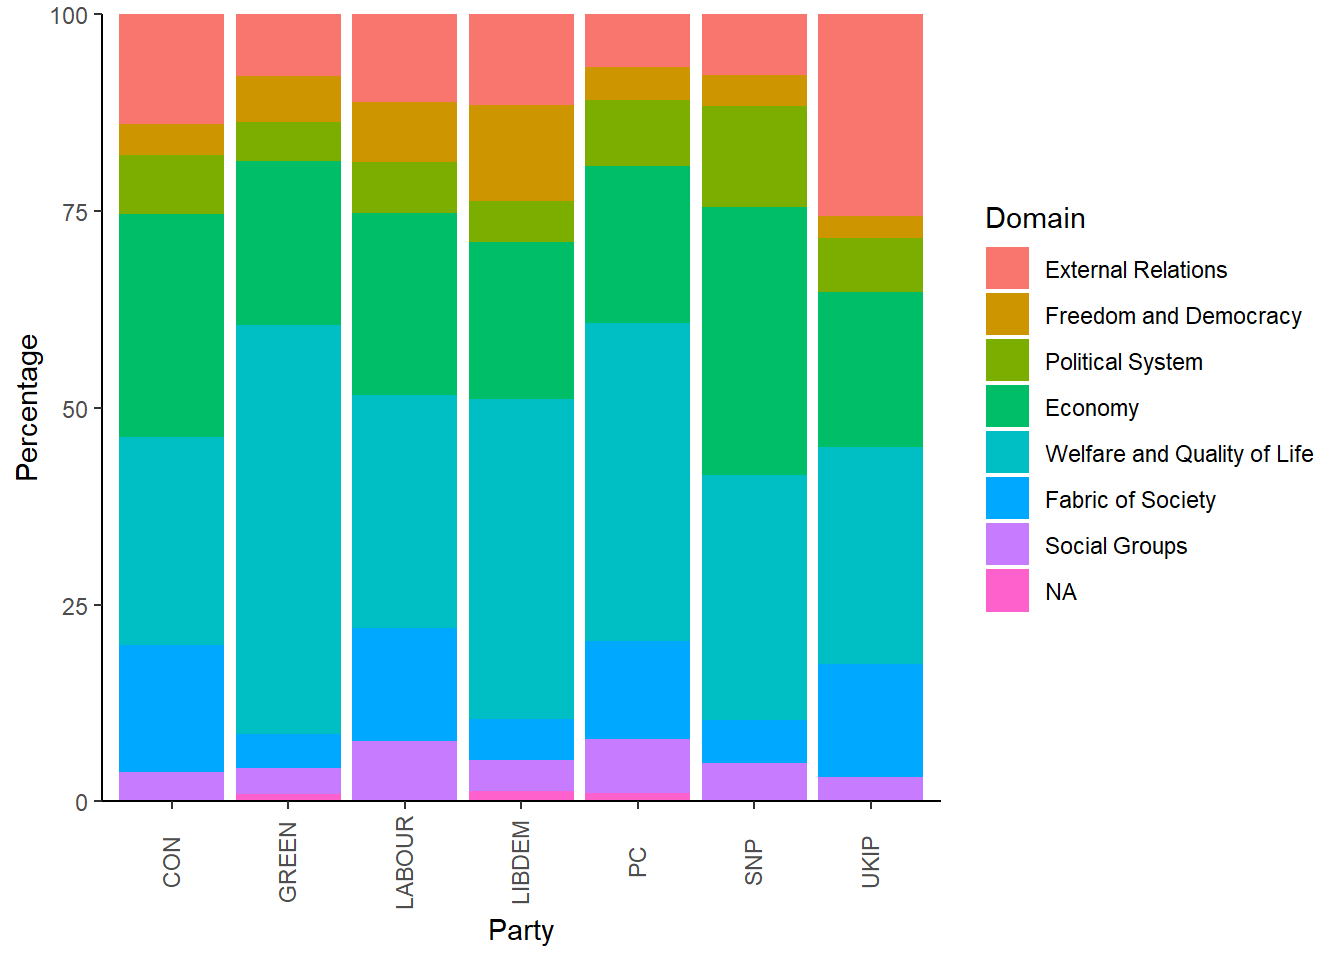 100
75
50
25
0
Percentage
CON
GREEN
LABOUR
LIBDEM
PC
SNP
UKIP
Party
Domain
External Relations
Freedom and Democracy
Political System
Economy
Welfare and Quality of Life
Fabric of Society
Social Groups
NA